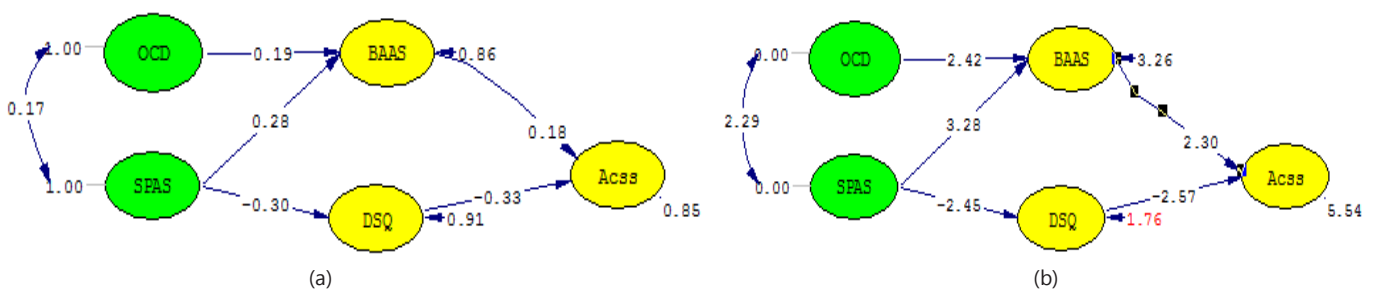 1.00 OCD 0.19 BAAS 0.86
0.17 0.28 0.18
1.00 SPAS -0.30 DSQ 0.91 -0.33 Acss 0.85
(a)
0.00 OCD 2.42 BAAS 3.26
2.29 3.28 2.30
0.00 SPAS -2.45 DSQ 1.76 -2.57 Acss 5.54
(b)